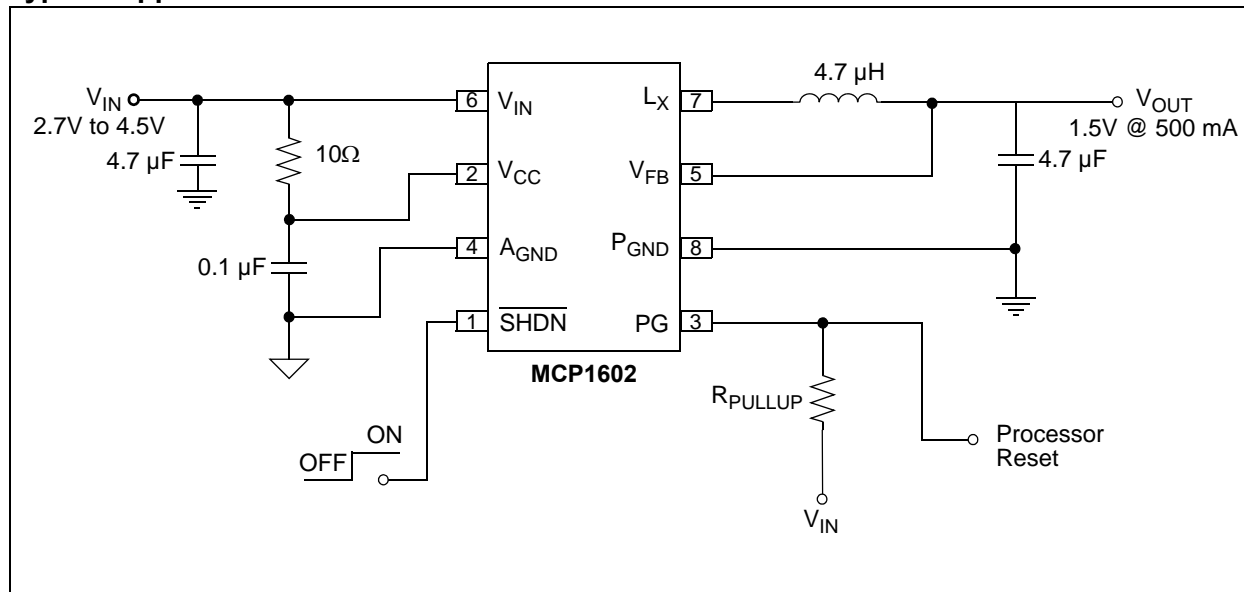 V_IN
2.7V to 4.5V
4.7 µF
10Ω
0.1 µF
OFF
ON
6 V_IN
2 V_CC
4 A_GND
1 SHDN
L_X 7
V_FB 5
P_GND 8
PG 3
MCP1602
4.7 µH
V_OUT
1.5V @ 500 mA
4.7 µF
R_PULLUP
V_IN
Processor
Reset